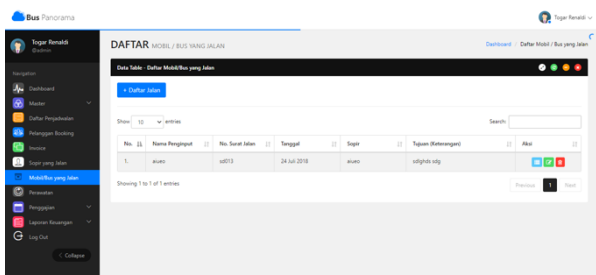 Bus Panorama
Togar Renaldi
Togar Renaldi
@admin
Navigation
Dashboard
Master
Daftar Penjadwalan
Pelanggan Booking
Invoice
Sopir yang Jalan
Mobil/Bus yang Jalan
Perawatan
Penggajian
Laporan Keuangan
Log Out
Collapse
DAFTAR MOBIL / BUS YANG JALAN
Dashboard / Daftar Mobil / Bus yang Jalan
Data Table - Daftar Mobil/Bus yang Jalan
+ Daftar Jalan
Show 10 entries
Search:
No. Nama Penginput No. Surat Jalan Tanggal Sopir Tujuan (Keterangan) Aksi
1. aiueo sd013 24 Juli 2018 aiueo sdlghds sdg
Showing 1 to 1 of 1 entries
Previous 1 Next